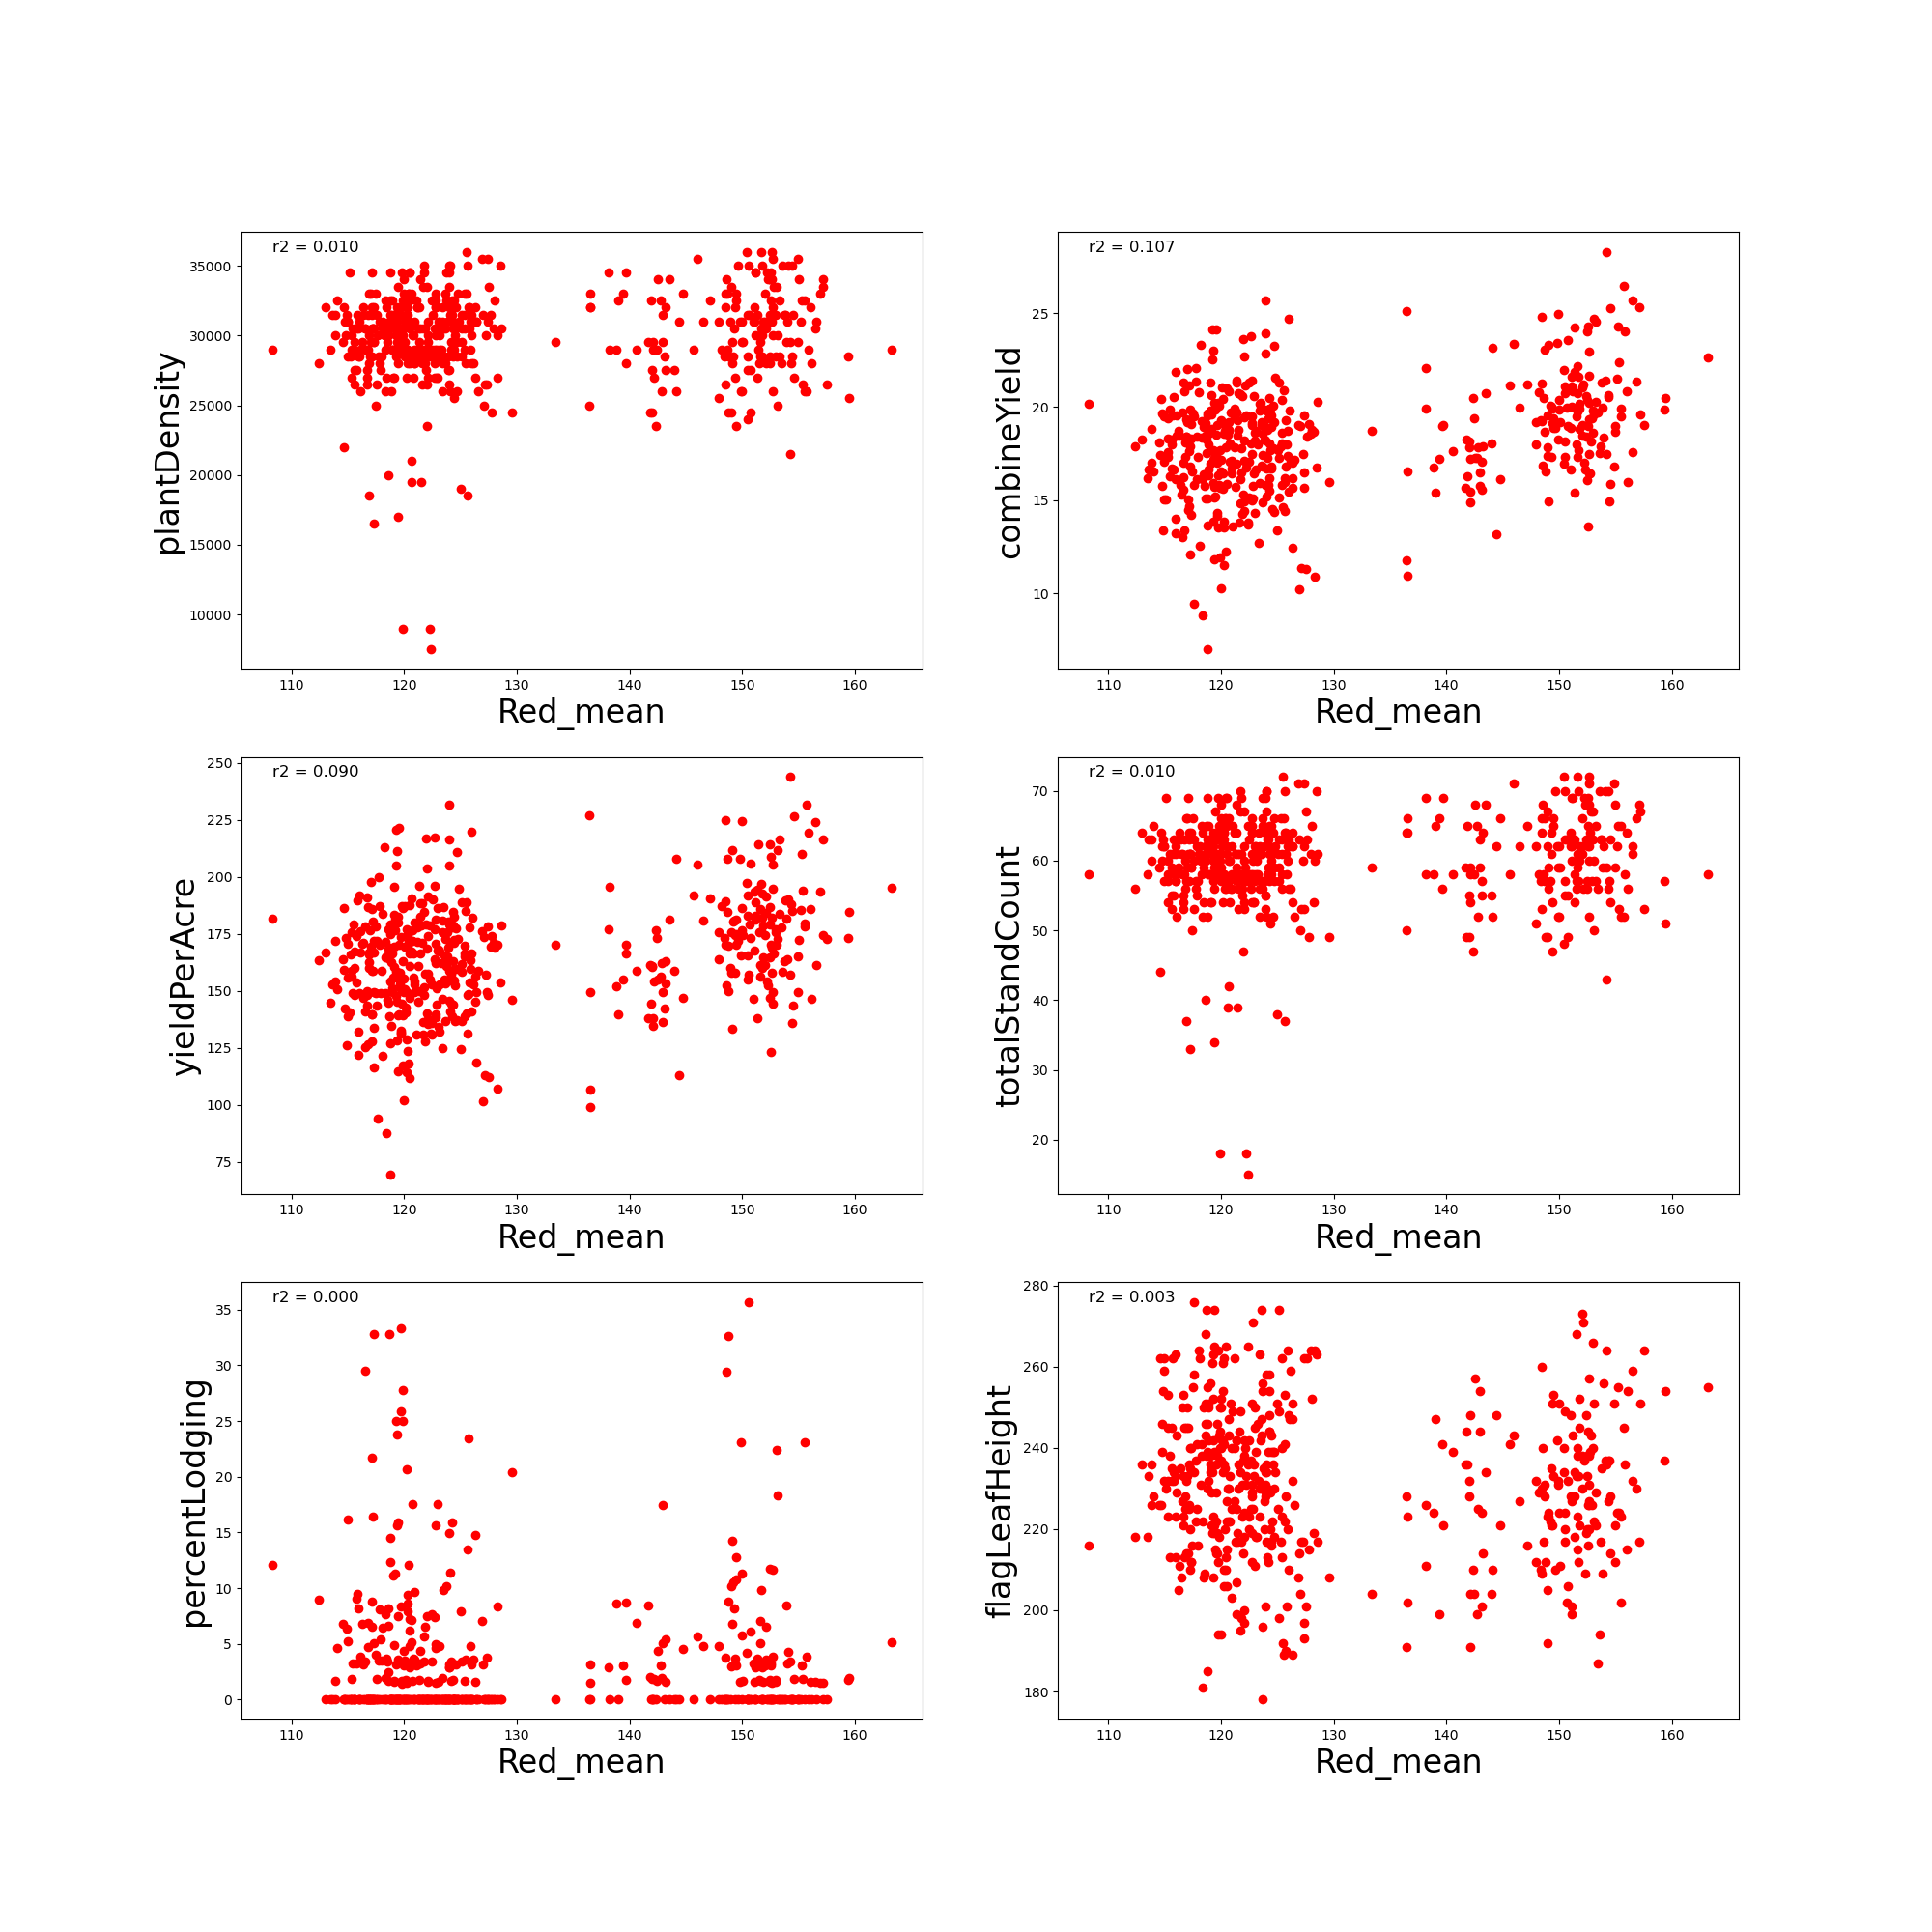 r2 = 0.010
plantDensity
35000
30000
25000
20000
15000
10000
110 120 130 140 150 160
Red_mean
r2 = 0.107
combineYield
25
20
15
10
110 120 130 140 150 160
Red_mean
r2 = 0.090
yieldPerAcre
250
225
200
175
150
125
100
75
110 120 130 140 150 160
Red_mean
r2 = 0.010
totalStandCount
70
60
50
40
30
20
110 120 130 140 150 160
Red_mean
r2 = 0.000
percentLodging
35
30
25
20
15
10
5
0
110 120 130 140 150 160
Red_mean
r2 = 0.003
flagLeafHeight
280
260
240
220
200
180
110 120 130 140 150 160
Red_mean